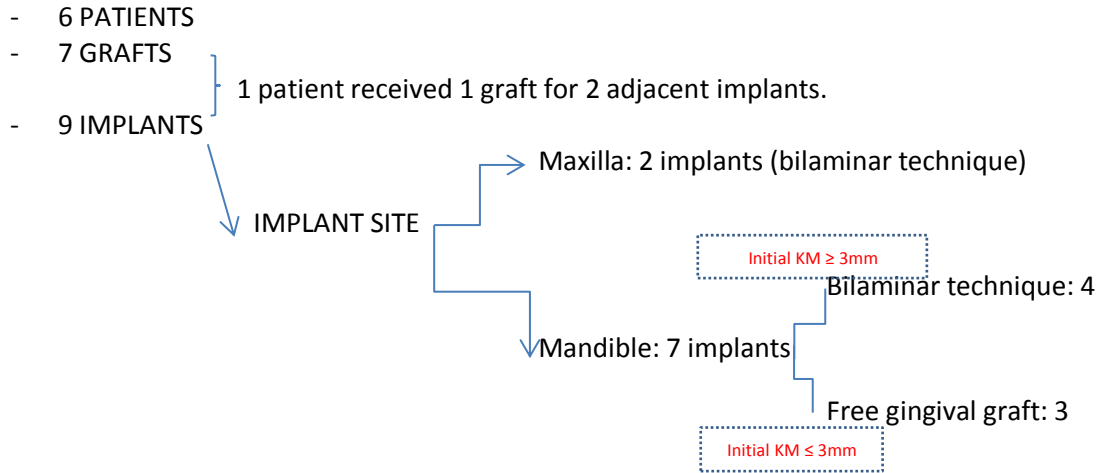 - 6 PATIENTS
- 7 GRAFTS
1 patient received 1 graft for 2 adjacent implants.
- 9 IMPLANTS
Maxilla: 2 implants (bilaminar technique)
IMPLANT SITE
Initial KM ≥ 3mm
Bilaminar technique: 4
Mandible: 7 implants
Free gingival graft: 3
Initial KM ≤ 3mm